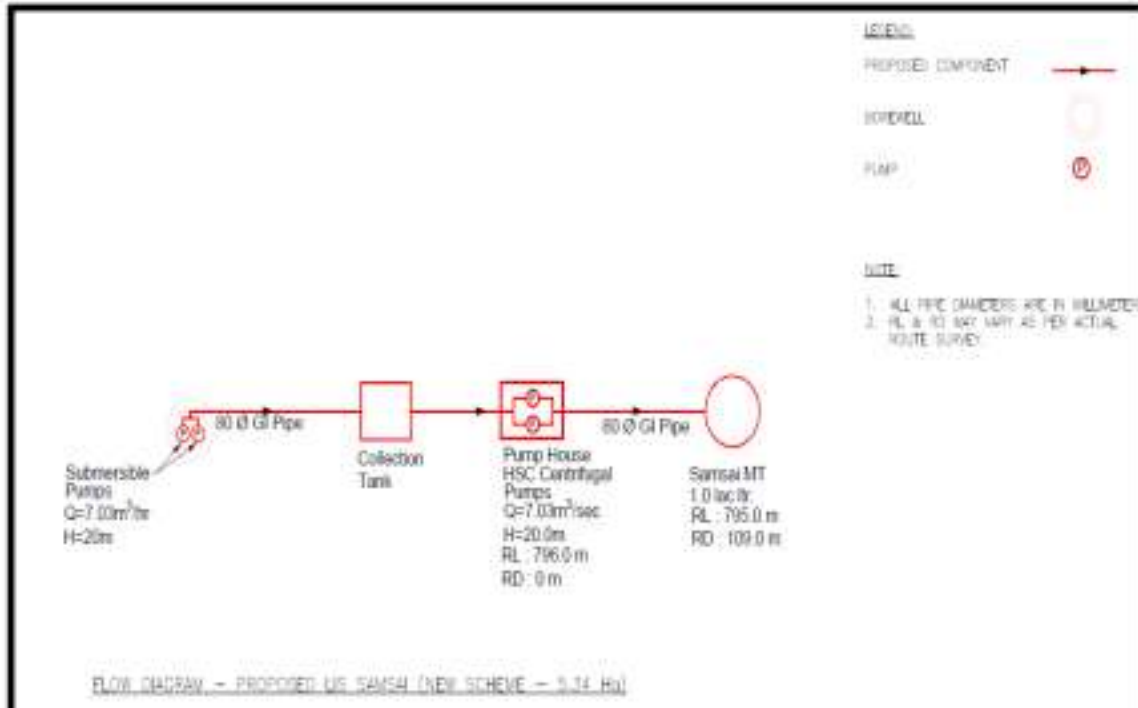 LEGEND:
PROPOSED COMPONENT
BOREWELL
PUMP
P
NOTE:
1. ALL PIPE DIAMETERS ARE IN MILLIMETER
2. RL & RD MAY VARY AS PER ACTUAL
ROUTE SURVEY
P P
80 Ø GI Pipe
P
P
80 Ø GI Pipe
Submersible
Pumps
Q=7.03m³/hr
H=20m
Collection
Tank
Pump House
HSC Centrifugal
Pumps
Q=7.03m³/sec
H=20.0m
RL : 796.0 m
RD : 0 m
Samsai MT
1.0 lac ltr.
RL : 795.0 m
RD : 109.0 m
FLOW DIAGRAM - PROPOSED LIS SAMSAI (NEW SCHEME - Ha)